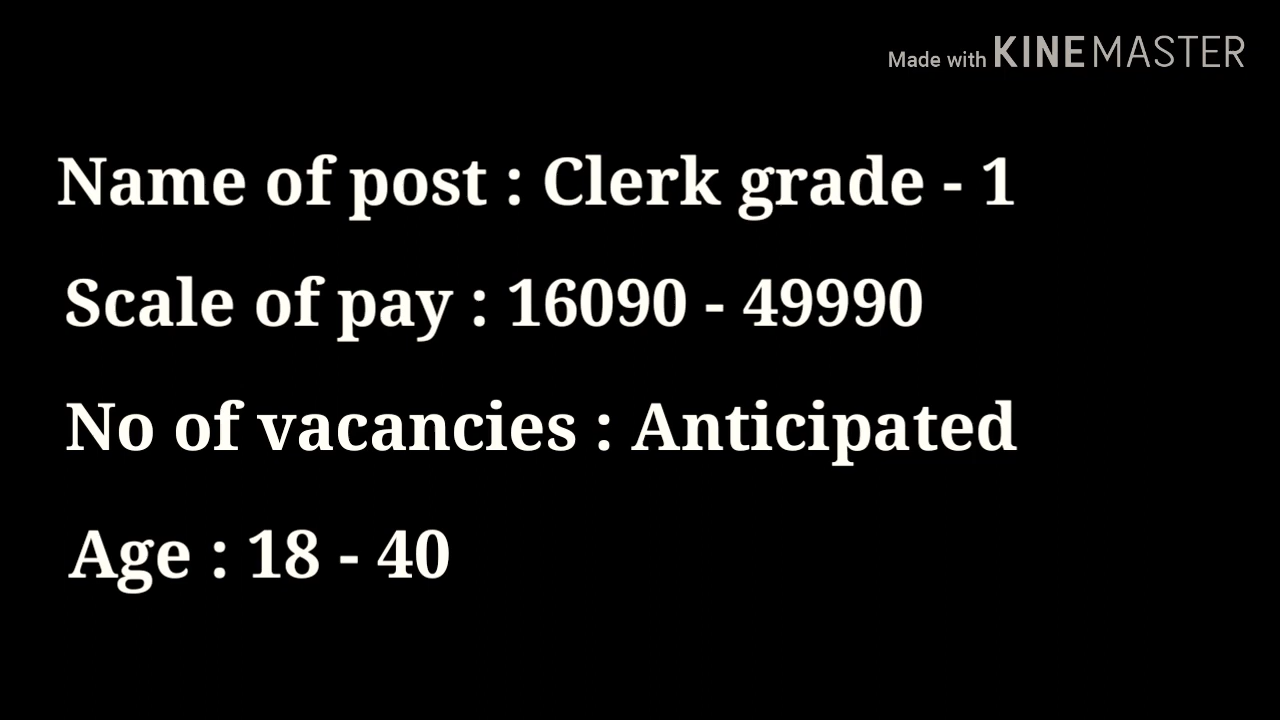 Made with KINEMASTER
Name of post : Clerk grade - 1
Scale of pay : 16090 - 49990
No of vacancies : Anticipated
Age : 18 - 40